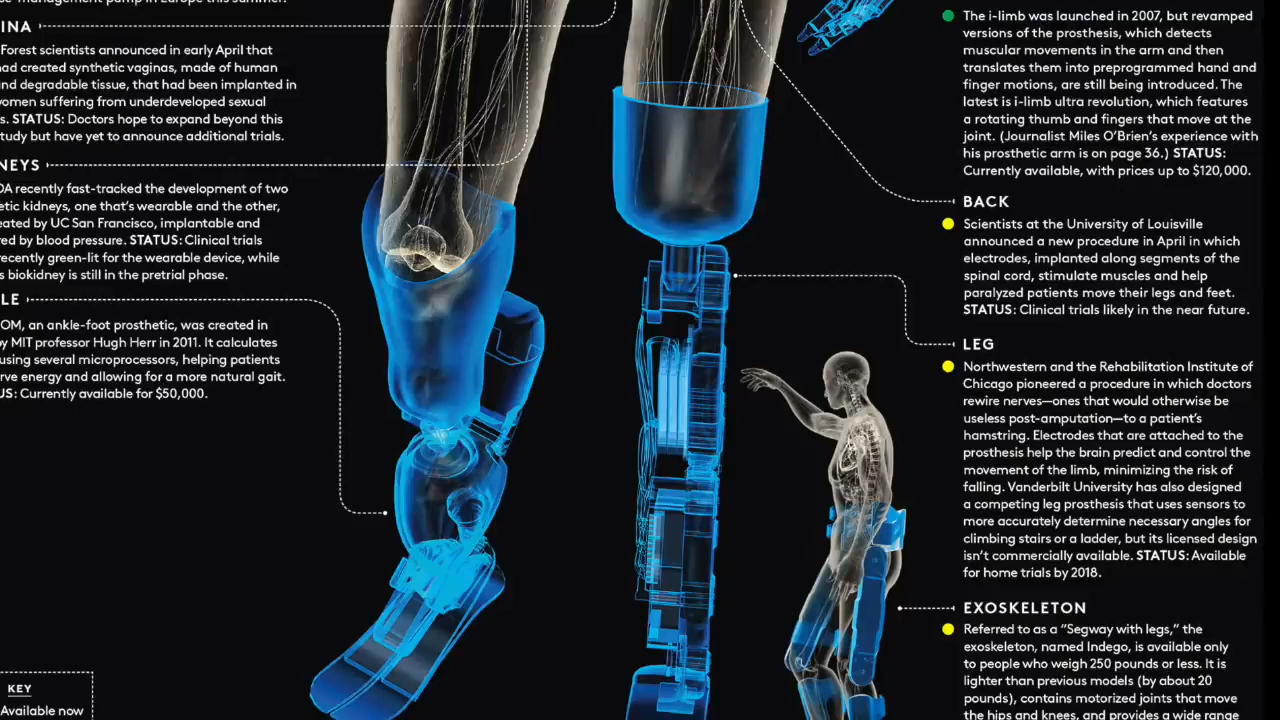 INA
Forest scientists announced in early April that
had created synthetic vaginas, made of human
and degradable tissue, that had been implanted in
women suffering from underdeveloped sexual
s. STATUS: Doctors hope to expand beyond this
tudy but have yet to announce additional trials.
NEYS
DA recently fast-tracked the development of two
etic kidneys, one that's wearable and the other,
eated by UC San Francisco, implantable and
red by blood pressure. STATUS: Clinical trials
recently green-lit for the wearable device, while
s biokidney is still in the pretrial phase.
LE
OM, an ankle-foot prosthetic, was created in
by MIT professor Hugh Herr in 2011. It calculates
using several microprocessors, helping patients
rve energy and allowing for a more natural gait.
US: Currently available for $50,000.
KEY
Available now
The i-limb was launched in 2007, but revamped
versions of the prosthesis, which detects
muscular movements in the arm and then
translates them into preprogrammed hand and
finger motions, are still being introduced. The
latest is i-limb ultra revolution, which features
a rotating thumb and fingers that move at the
joint. (Journalist Miles O'Brien's experience with
his prosthetic arm is on page 36.) STATUS:
Currently available, with prices up to $120,000.
BACK
Scientists at the University of Louisville
announced a new procedure in April in which
electrodes, implanted along segments of the
spinal cord, stimulate muscles and help
paralyzed patients move their legs and feet.
STATUS: Clinical trials likely in the near future.
LEG
Northwestern and the Rehabilitation Institute of
Chicago pioneered a procedure in which doctors
rewire nerves—ones that would otherwise be
useless post-amputation—to a patient's
hamstring. Electrodes that are attached to the
prosthesis help the brain predict and control the
movement of the limb, minimizing the risk of
falling. Vanderbilt University has also designed
a competing leg prosthesis that uses sensors to
more accurately determine necessary angles for
climbing stairs or a ladder, but its licensed design
isn't commercially available. STATUS: Available
for home trials by 2018.
EXOSKELETON
Referred to as a "Segway with legs," the
exoskeleton, named Indego, is available only
to people who weigh 250 pounds or less. It is
lighter than previous models (by about 20
pounds), contains motorized joints that move
the hips and knees, and provides a wide range